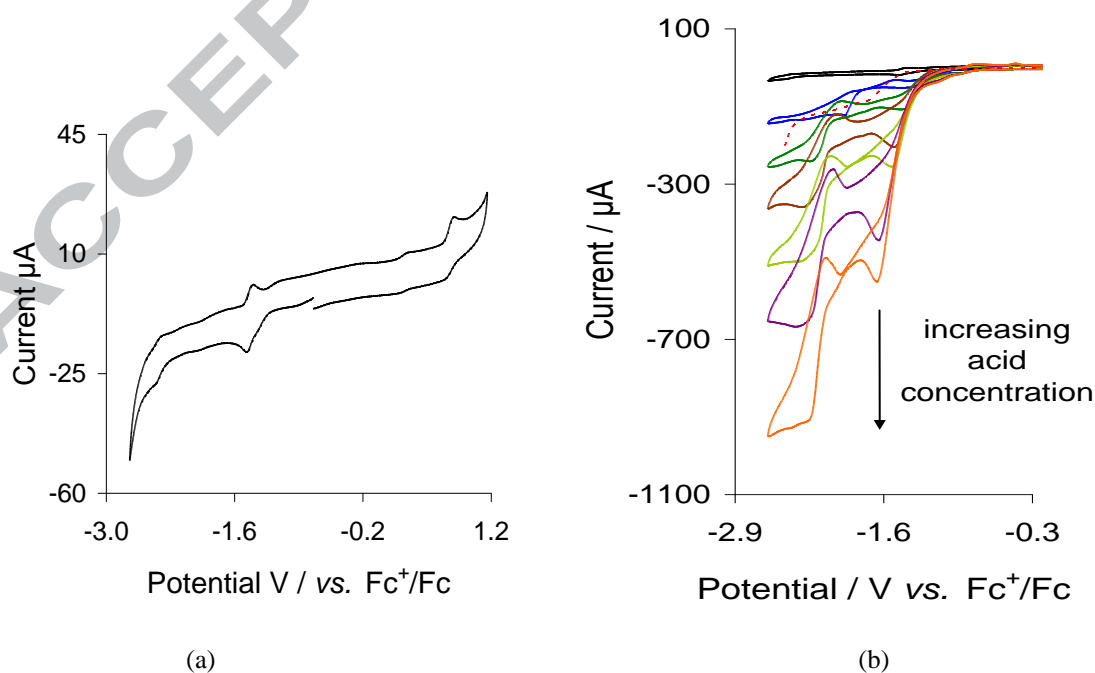 ACCEP
45
10
-25
-60
Current µA
-3.0 -1.6 -0.2 1.2
Potential V / vs. Fc⁺/Fc
(a)
100
-300
-700
-1100
Current / µA
increasing
acid
concentration
-2.9 -1.6 -0.3
Potential / V vs. Fc⁺/Fc
(b)